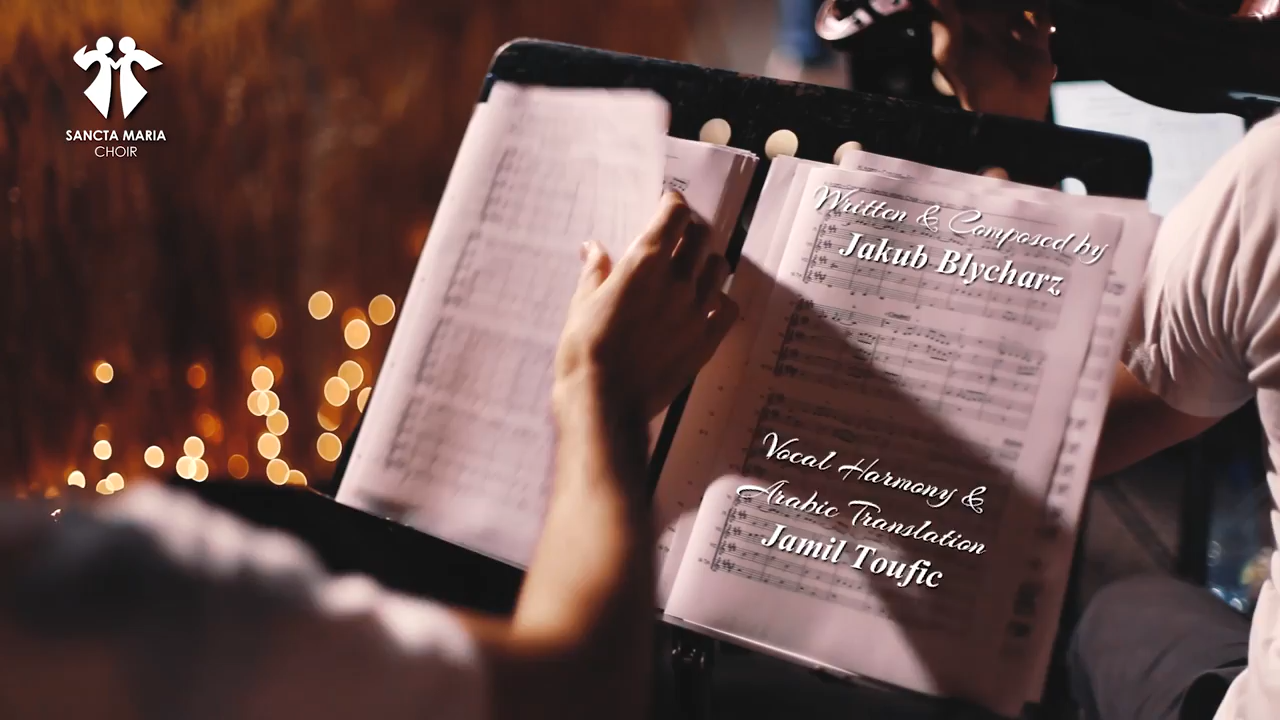 SANCTA MARIA
CHOIR
Written & Composed by
Jakub Blycharz
Vocal Harmony &
Arabic Translation
Jamil Toufic